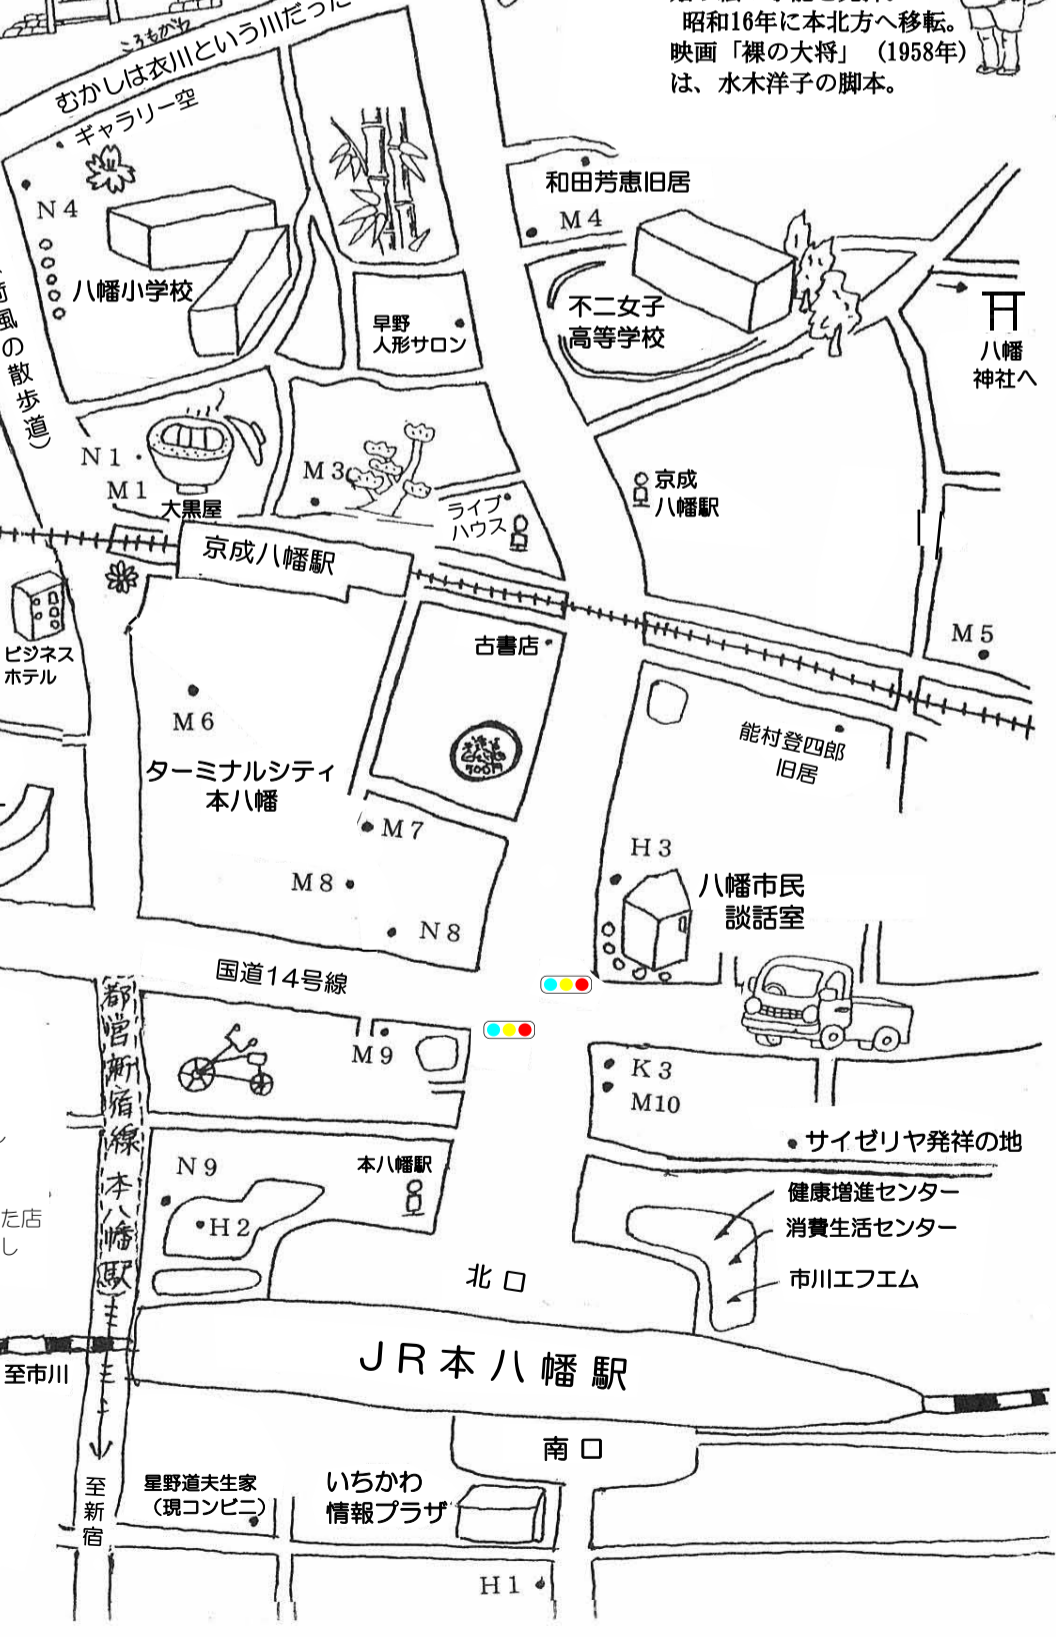 昭和16年に本北方へ移転。
映画「裸の大将」（1958年）
は、水木洋子の脚本。
ころもがわ
むかしは衣川という川だった
ギャラリー空
N4
八幡小学校
風の散歩道）
早野
人形サロン
和田芳恵旧居
M4
不二女子
高等学校
八幡
神社へ
N1
M1
大黒屋
M3
ライブ
ハウス
京成
八幡駅
京成八幡駅
ビジネス
ホテル
古書店
M5
M6
ターミナルシティ
本八幡
能村登四郎
旧居
M7
M8
N8
H3
八幡市民
談話室
国道14号線
都営新宿線 本八幡駅
M9
K3
M10
サイゼリヤ発祥の地
N9
本八幡駅
H2
健康増進センター
消費生活センター
市川エフエム
た店
し
北口
JR本八幡駅
至市川
南口
至新宿
星野道夫生家
（現コンビニ）
いちかわ
情報プラザ
H1